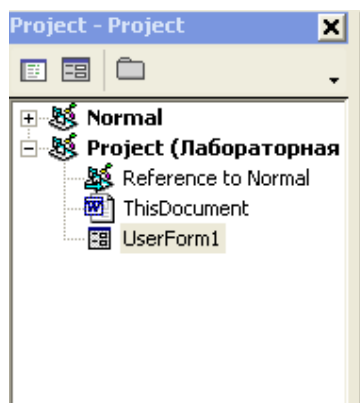 Project - Project
Normal
Project (Лабораторная
Reference to Normal
ThisDocument
UserForm1